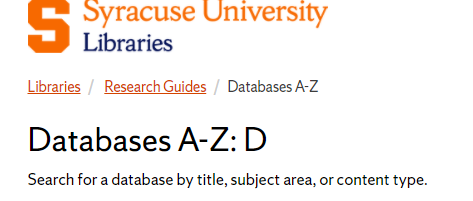 S
Syracuse University
Libraries
Libraries / Research Guides / Databases A-Z
Databases A-Z: D
Search for a database by title, subject area, or content type.